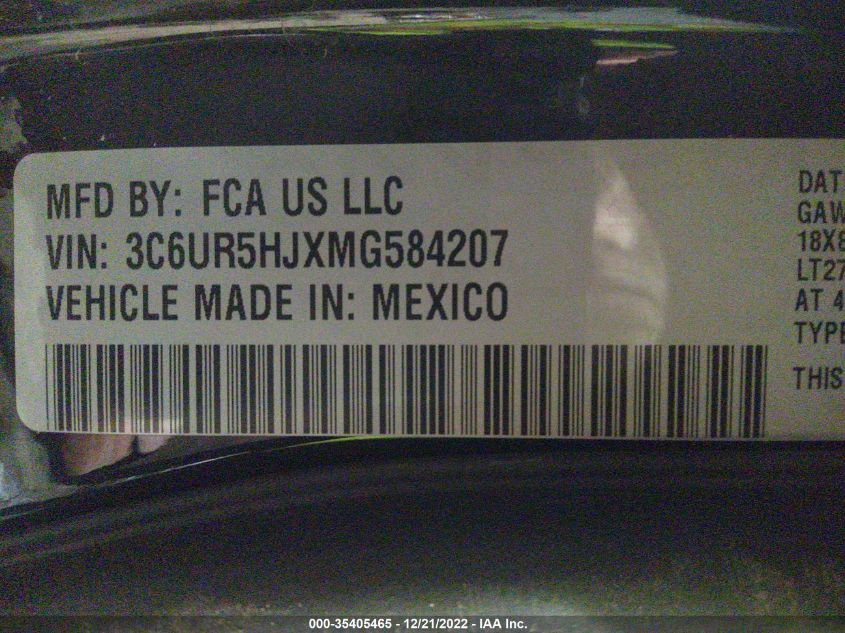 MFD BY: FCA US LLC
VIN: 3C6UR5HJXMG584207
VEHICLE MADE IN: MEXICO
DAT
GAW
18X8
LT27
AT 4
TYPE
THIS
000-35405465 - 12/21/2022 - IAA Inc.